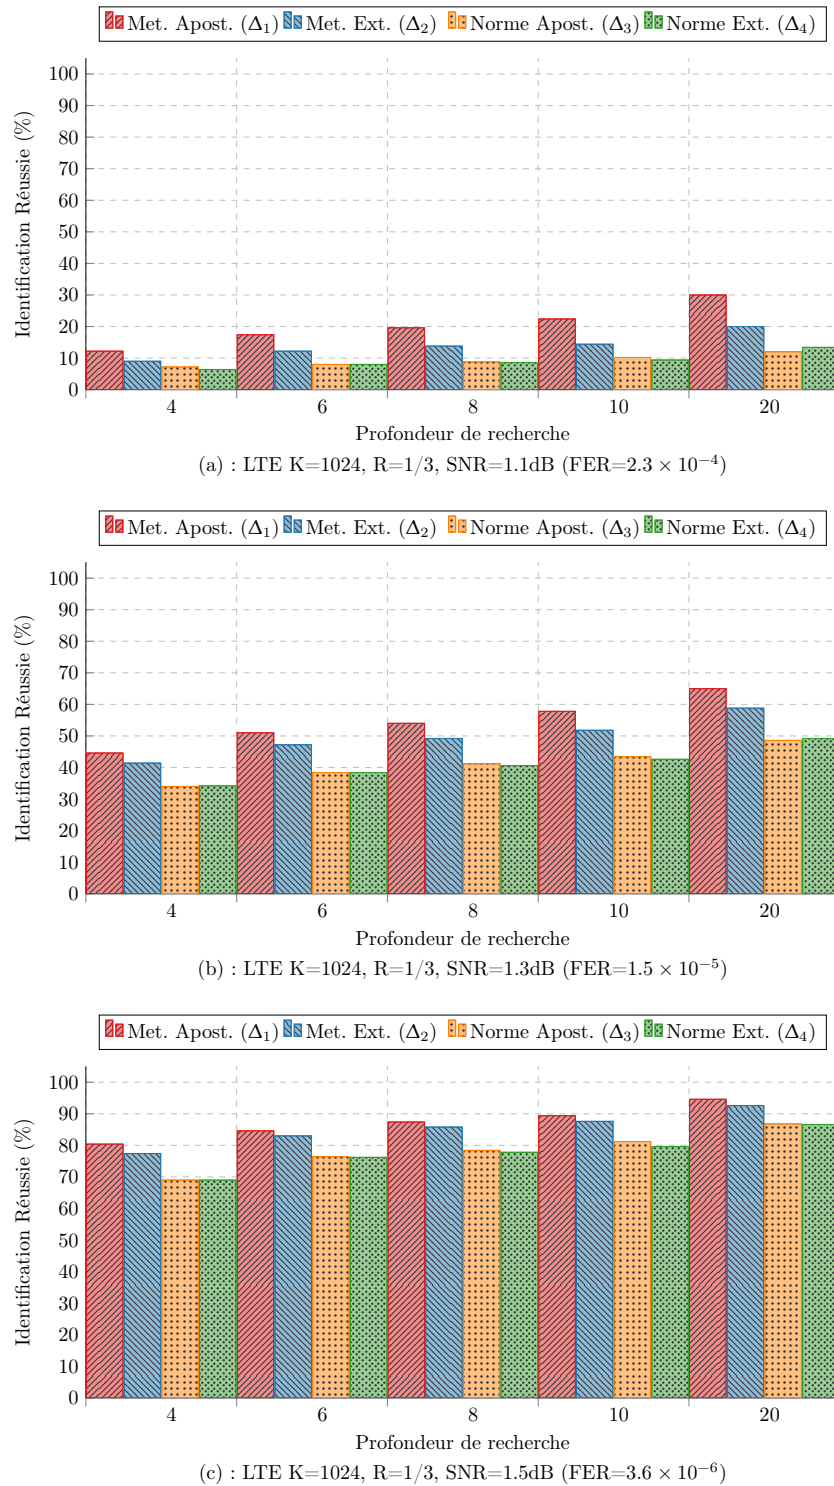 Met. Apost. (Δ₁) Met. Ext. (Δ₂) Norme Apost. (Δ₃) Norme Ext. (Δ₄)
Identification Réussie (%)
100
90
80
70
60
50
40
30
20
10
0
4 6 8 10 20
Profondeur de recherche
(a) : LTE K=1024, R=1/3, SNR=1.1dB (FER=2.3 × 10⁻⁴)
Met. Apost. (Δ₁) Met. Ext. (Δ₂) Norme Apost. (Δ₃) Norme Ext. (Δ₄)
Identification Réussie (%)
100
90
80
70
60
50
40
30
20
10
0
4 6 8 10 20
Profondeur de recherche
(b) : LTE K=1024, R=1/3, SNR=1.3dB (FER=1.5 × 10⁻⁵)
Met. Apost. (Δ₁) Met. Ext. (Δ₂) Norme Apost. (Δ₃) Norme Ext. (Δ₄)
Identification Réussie (%)
100
90
80
70
60
50
40
30
20
10
0
4 6 8 10 20
Profondeur de recherche
(c) : LTE K=1024, R=1/3, SNR=1.5dB (FER=3.6 × 10⁻⁶)